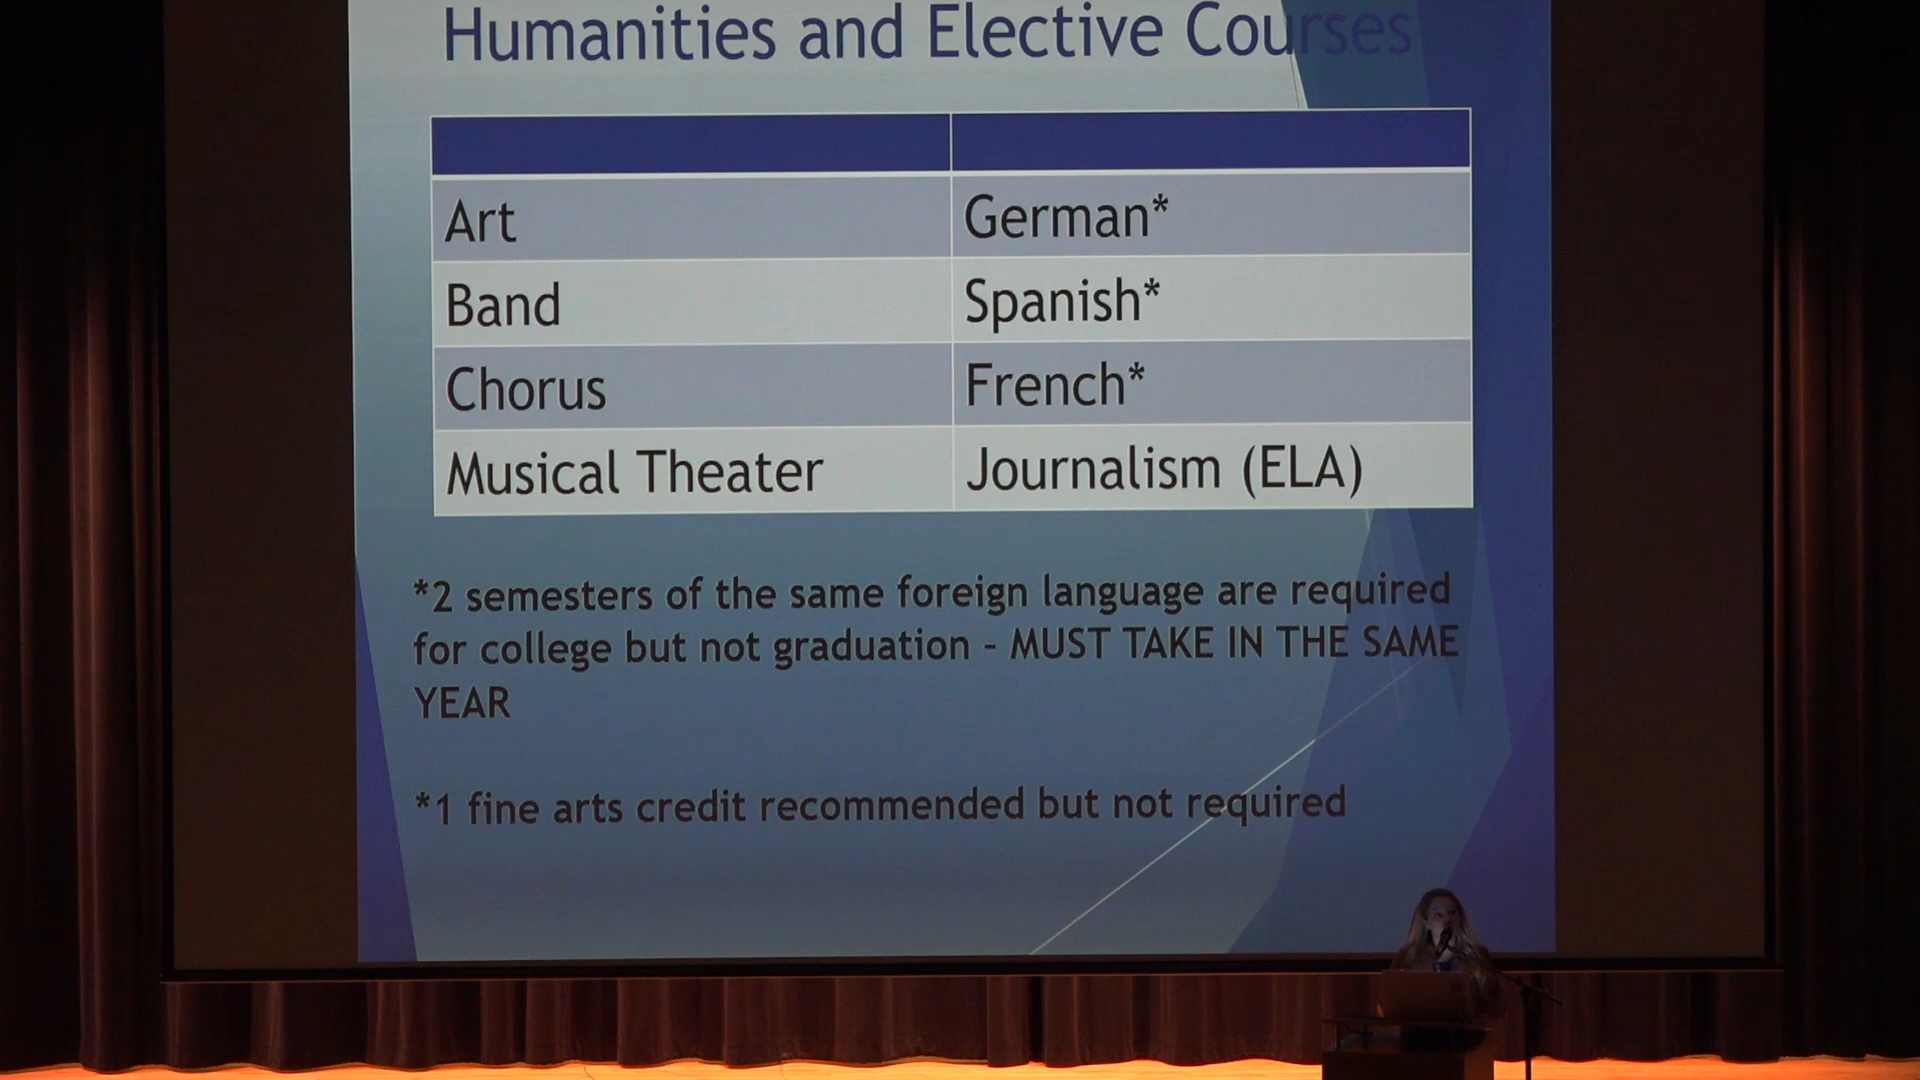 Humanities and Elective Courses
Art German*
Band Spanish*
Chorus French*
Musical Theater Journalism (ELA)
*2 semesters of the same foreign language are required
for college but not graduation – MUST TAKE IN THE SAME
YEAR
*1 fine arts credit recommended but not required